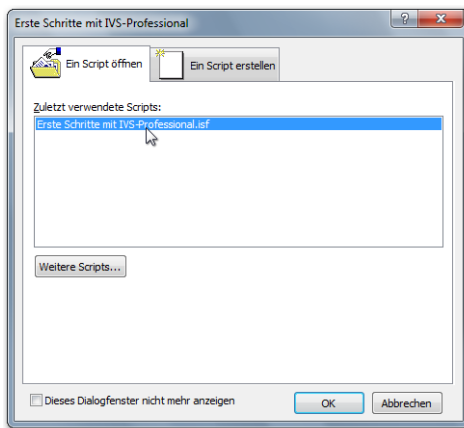 Erste Schritte mit IVS-Professional
Ein Script öffnen
Ein Script erstellen
Zuletzt verwendete Scripts:
Erste Schritte mit IVS-Professional.isf
Weitere Scripts...
Dieses Dialogfenster nicht mehr anzeigen
OK
Abbrechen